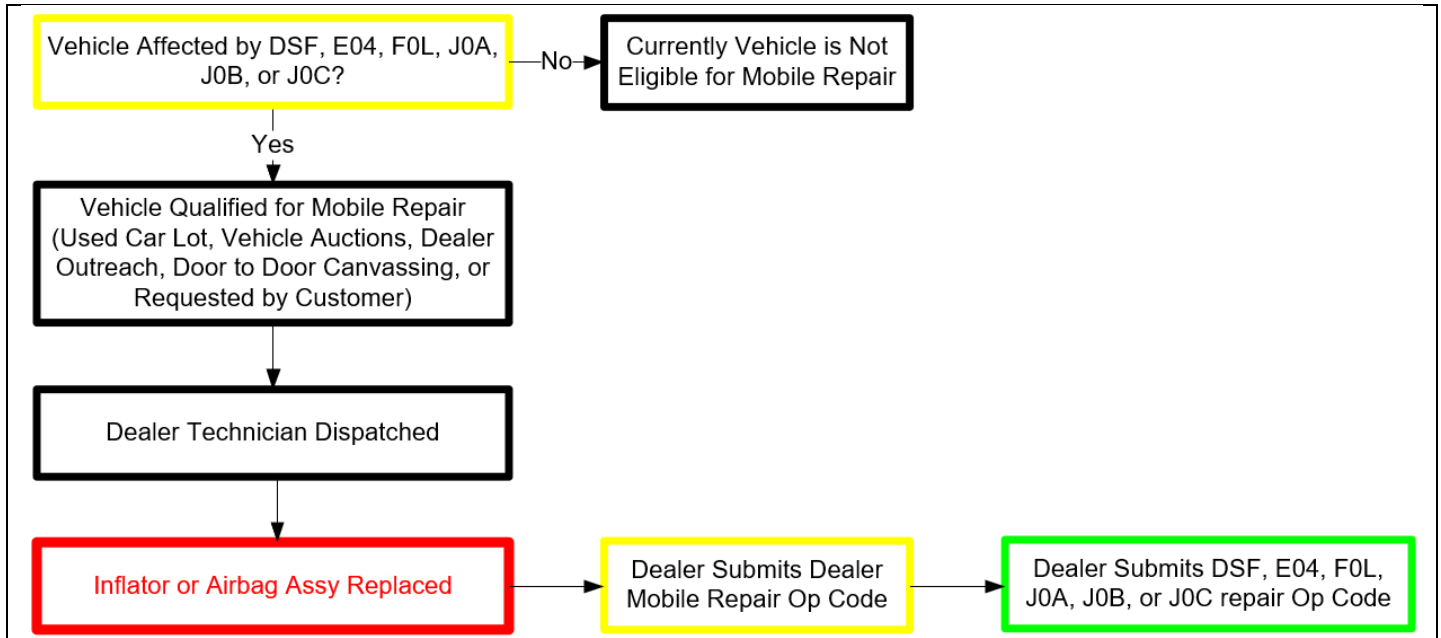 Vehicle Affected by DSF, E04, F0L, J0A,
J0B, or J0C?
No
Currently Vehicle is Not
Eligible for Mobile Repair
Yes
Vehicle Qualified for Mobile Repair
(Used Car Lot, Vehicle Auctions, Dealer
Outreach, Door to Door Canvassing, or
Requested by Customer)
Dealer Technician Dispatched
Inflator or Airbag Assy Replaced
Dealer Submits Dealer
Mobile Repair Op Code
Dealer Submits DSF, E04, F0L,
J0A, J0B, or J0C repair Op Code